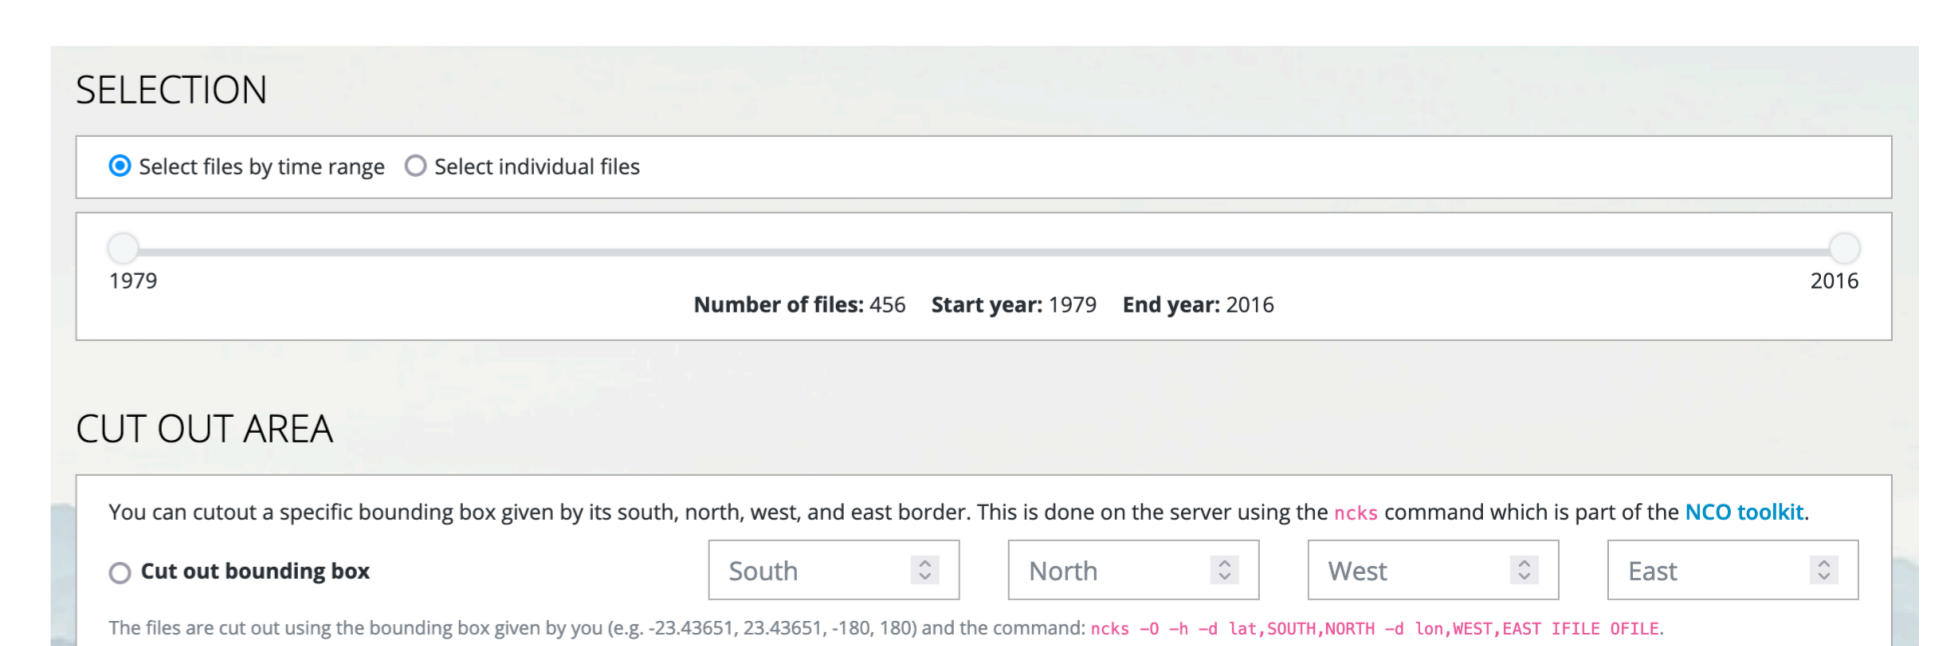 SELECTION
Select files by time range Select individual files
1979 2016
Number of files: 456 Start year: 1979 End year: 2016
CUT OUT AREA
You can cutout a specific bounding box given by its south, north, west, and east border. This is done on the server using the ncks command which is part of the NCO toolkit.
Cut out bounding box South North West East
The files are cut out using the bounding box given by you (e.g. -23.43651, 23.43651, -180, 180) and the command: ncks -O -h -d lat,SOUTH,NORTH -d lon,WEST,EAST IFILE OFILE.